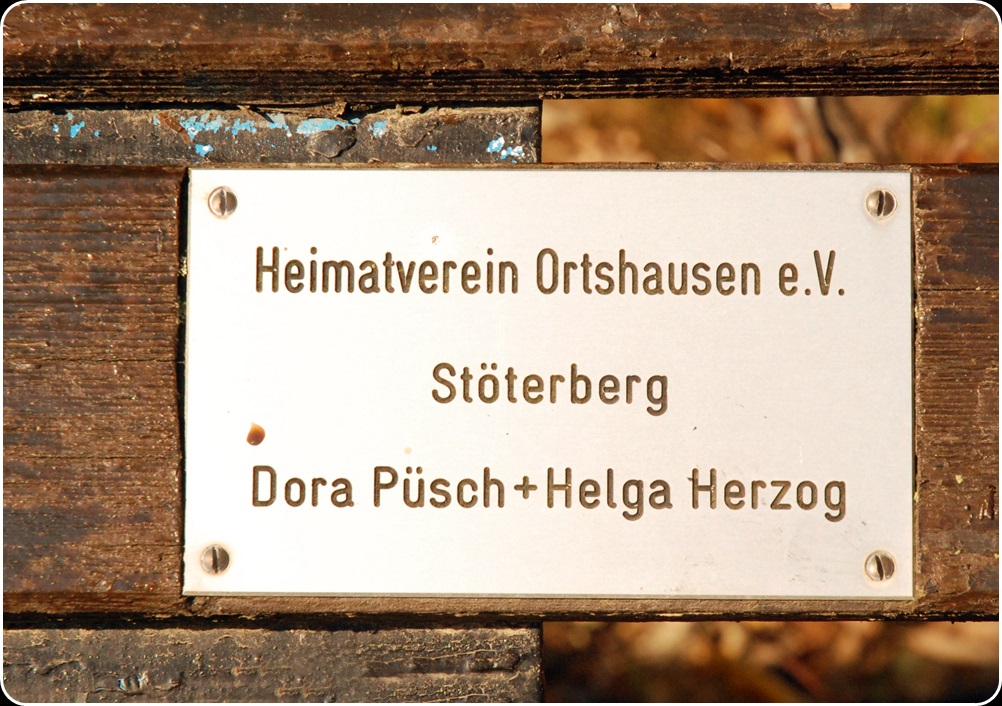 Heimatverein Ortshausen e.V.
Stöterberg
Dora Püsch+Helga Herzog